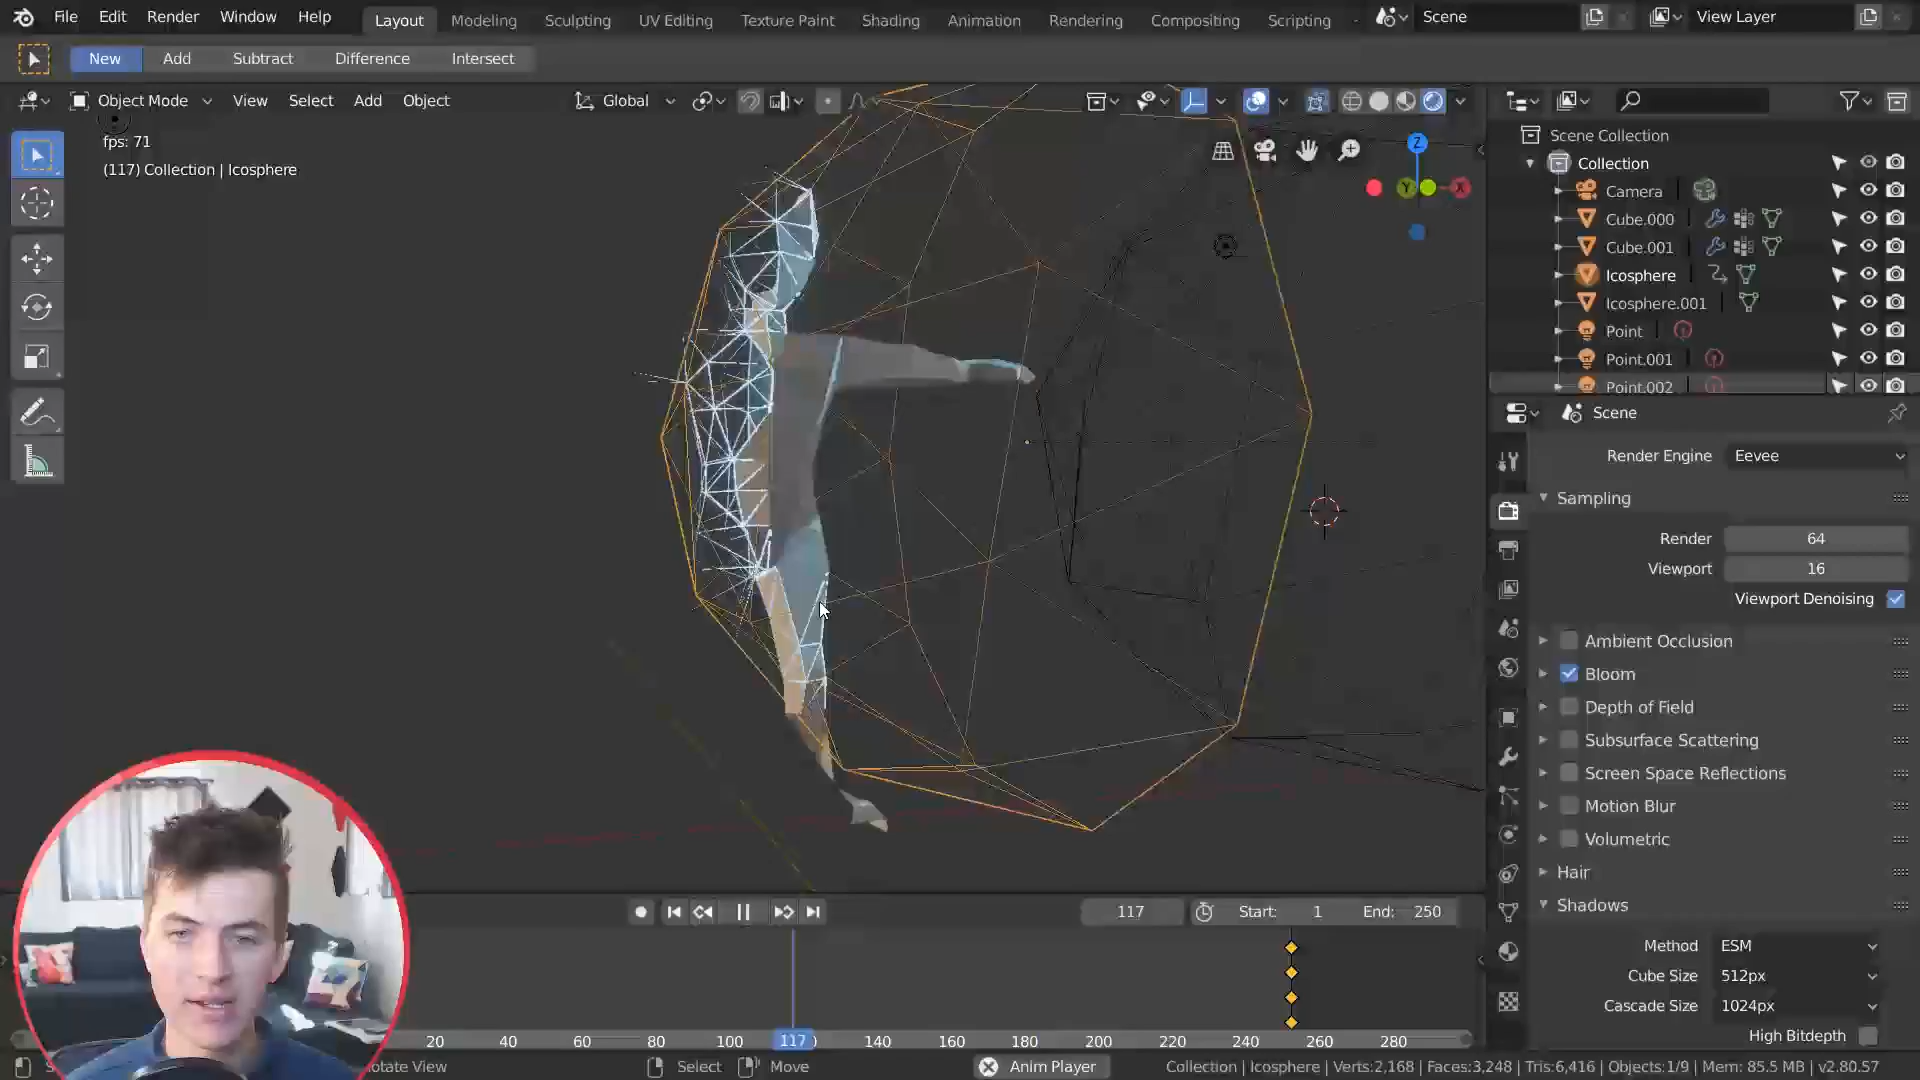 File Edit Render Window Help Layout Modeling Sculpting UV Editing Texture Paint Shading Animation Rendering Compositing Scripting Scene View Layer
New Add Subtract Difference Intersect
Object Mode View Select Add Object Global
fps: 71
(117) Collection | Icosphere
Z
Y
X
Scene Collection
Collection
Camera
Cube.000
Cube.001
Icosphere
Icosphere.001
Point
Point.001
Point.002
Scene
Render Engine Eevee
Sampling
Render 64
Viewport 16
Viewport Denoising
Ambient Occlusion
Bloom
Depth of Field
Subsurface Scattering
Screen Space Reflections
Motion Blur
Volumetric
Hair
Shadows
Method ESM
Cube Size 512px
Cascade Size 1024px
High Bitdepth
117 Start: 1 End: 250
20 40 60 80 100 117 140 160 180 200 220 240 260 280
View Select Move Anim Player Collection | Icosphere | Verts:2,168 | Faces:3,248 | Tris:6,416 | Objects:1/9 | Mem: 85.5 MB | v2.80.57